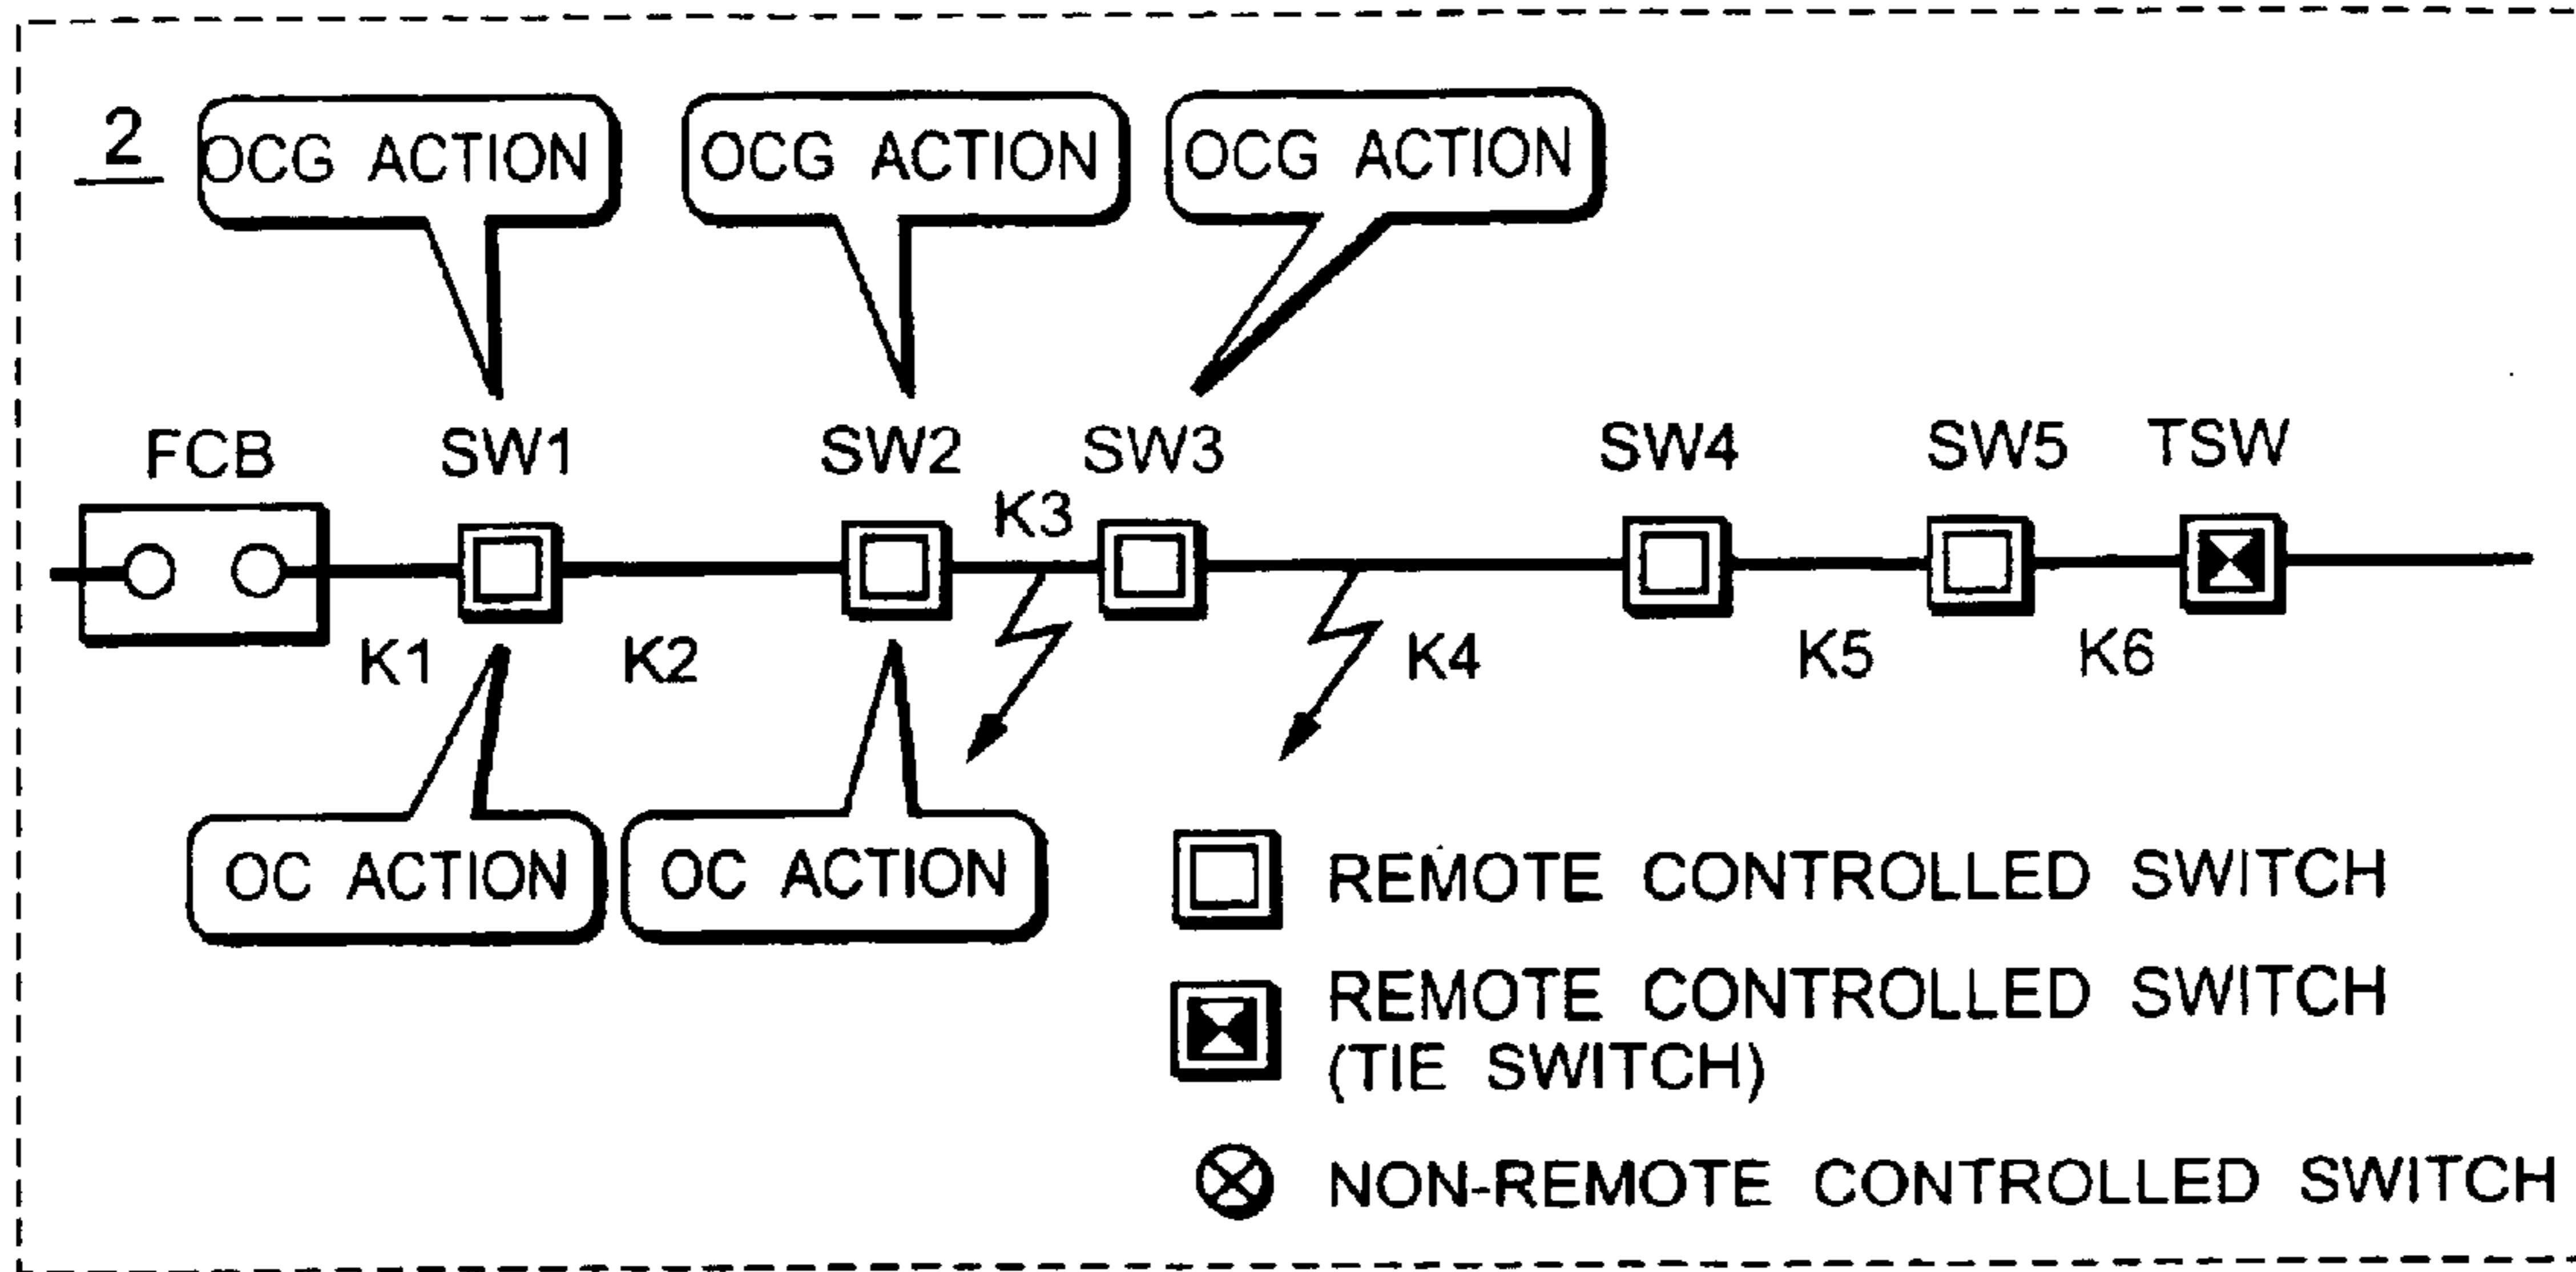 2
OCG ACTION
OCG ACTION
OCG ACTION
FCB
SW1
SW2
SW3
SW4
SW5
TSW
K3
K1
K2
K4
K5
K6
OC ACTION
OC ACTION
REMOTE CONTROLLED SWITCH
REMOTE CONTROLLED SWITCH
(TIE SWITCH)
NON-REMOTE CONTROLLED SWITCH